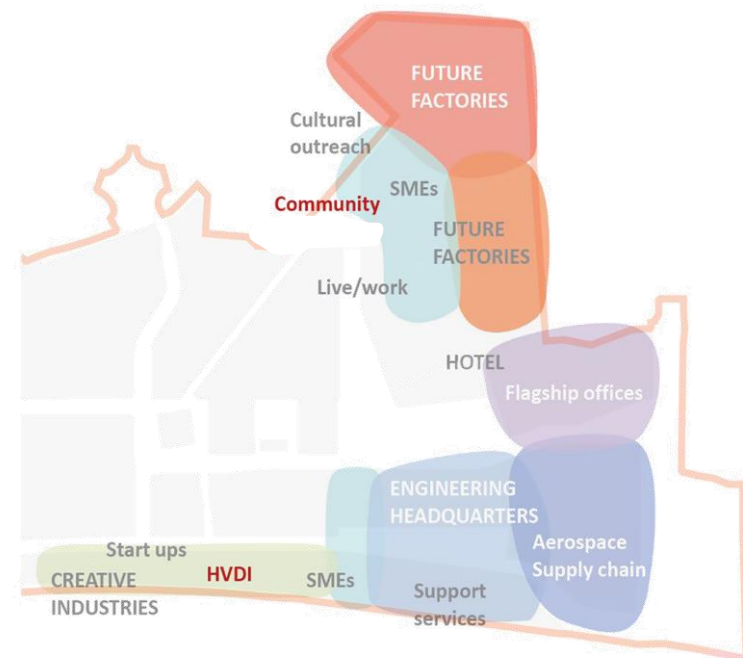 FUTURE
FACTORIES
Cultural
outreach
SMEs
Community
FUTURE
FACTORIES
Live/work
HOTEL
Flagship offices
ENGINEERING
HEADQUARTERS
Aerospace
Supply chain
Start ups
HVDI
CREATIVE
INDUSTRIES
SMEs
Support
services